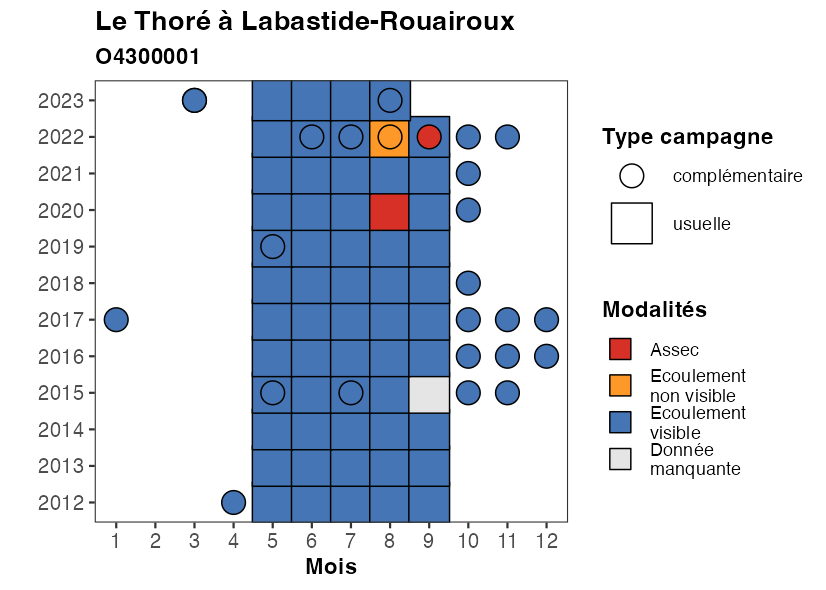 Le Thoré à Labastide-Rouairoux
O4300001
2023
2022
2021
2020
2019
2018
2017
2016
2015
2014
2013
2012
1 2 3 4 5 6 7 8 9 10 11 12
Mois
Type campagne
complémentaire
usuelle
Modalités
Assec
Ecoulement
non visible
Ecoulement
visible
Donnée
manquante